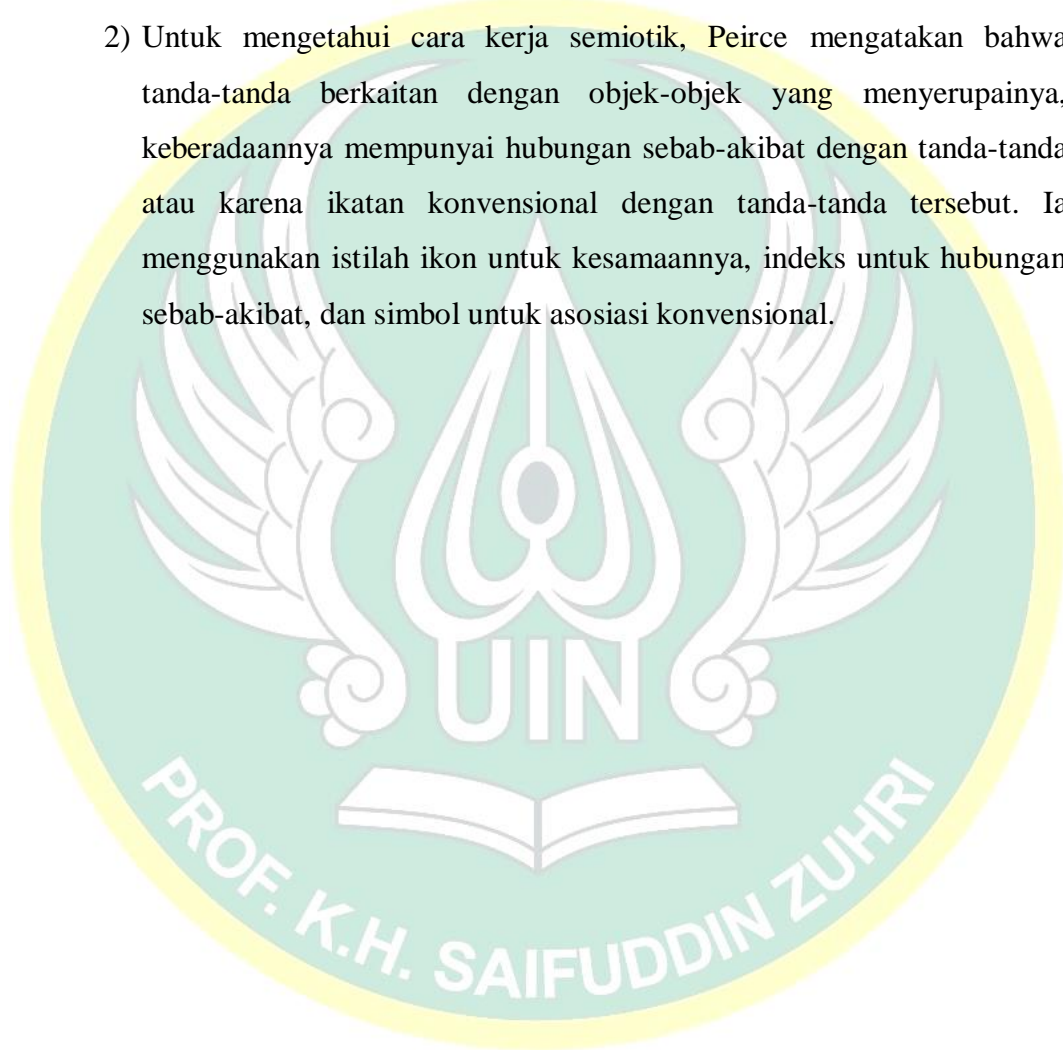 2) Untuk mengetahui cara kerja semiotik, Peirce mengatakan bahwa
tanda-tanda berkaitan dengan objek-objek yang menyerupainya,
keberadaannya mempunyai hubungan sebab-akibat dengan tanda-tanda
atau karena ikatan konvensional dengan tanda-tanda tersebut. Ia
menggunakan istilah ikon untuk kesamaannya, indeks untuk hubungan
sebab-akibat, dan simbol untuk asosiasi konvensional.
UIN
PROF. K.H. SAIFUDDIN ZUHRI